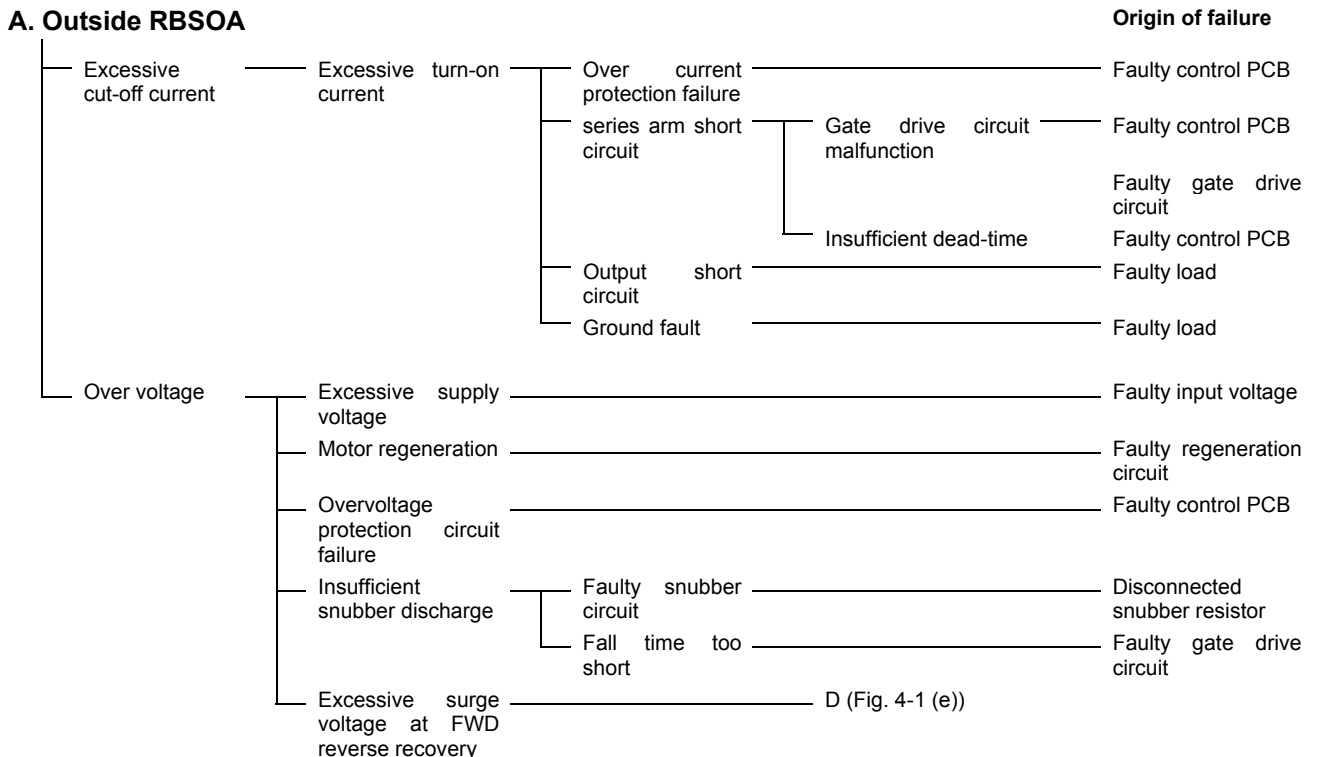 A. Outside RBSOA
Origin of failure
Excessive
cut-off current
Excessive turn-on
current
Over current
protection failure
Faulty control PCB
series arm short
circuit
Gate drive circuit
malfunction
Faulty control PCB
Faulty gate drive
circuit
Insufficient dead-time
Faulty control PCB
Output short
circuit
Faulty load
Ground fault
Faulty load
Over voltage
Excessive supply
voltage
Faulty input voltage
Motor regeneration
Faulty regeneration
circuit
Overvoltage
protection circuit
failure
Faulty control PCB
Insufficient
snubber discharge
Faulty snubber
circuit
Disconnected
snubber resistor
Fall time too
short
Faulty gate drive
circuit
Excessive surge
voltage at FWD
reverse recovery
D (Fig. 4-1 (e))